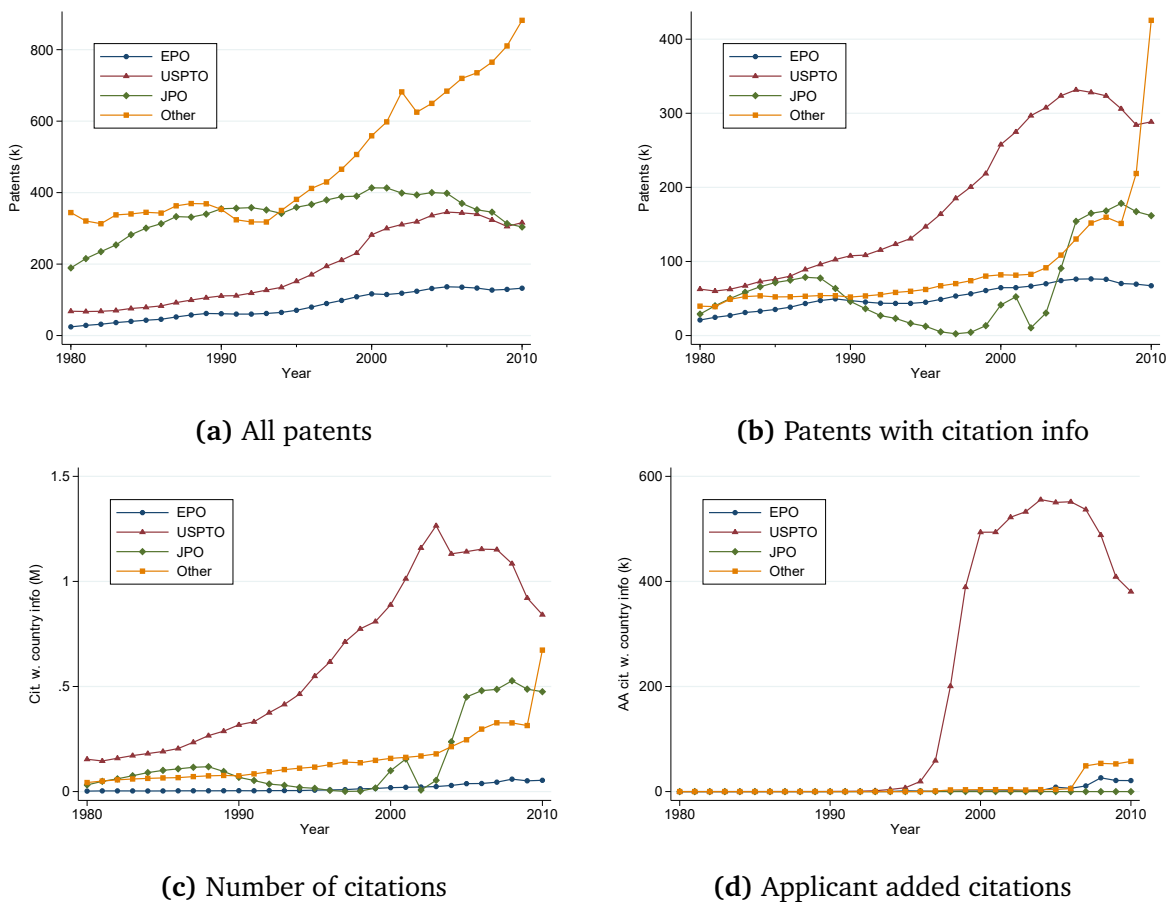 Patents (k)
800
600
400
200
0
1980
1990
2000
2010
Year
EPO
USPTO
JPO
Other
(a) All patents
Patents (k)
400
300
200
100
0
1980
1990
2000
2010
Year
EPO
USPTO
JPO
Other
(b) Patents with citation info
Cit. w. country info (M)
1.5
1
.5
0
1980
1990
2000
2010
Year
EPO
USPTO
JPO
Other
(c) Number of citations
AA cit. w. country info (k)
600
400
200
0
1980
1990
2000
2010
Year
EPO
USPTO
JPO
Other
(d) Applicant added citations